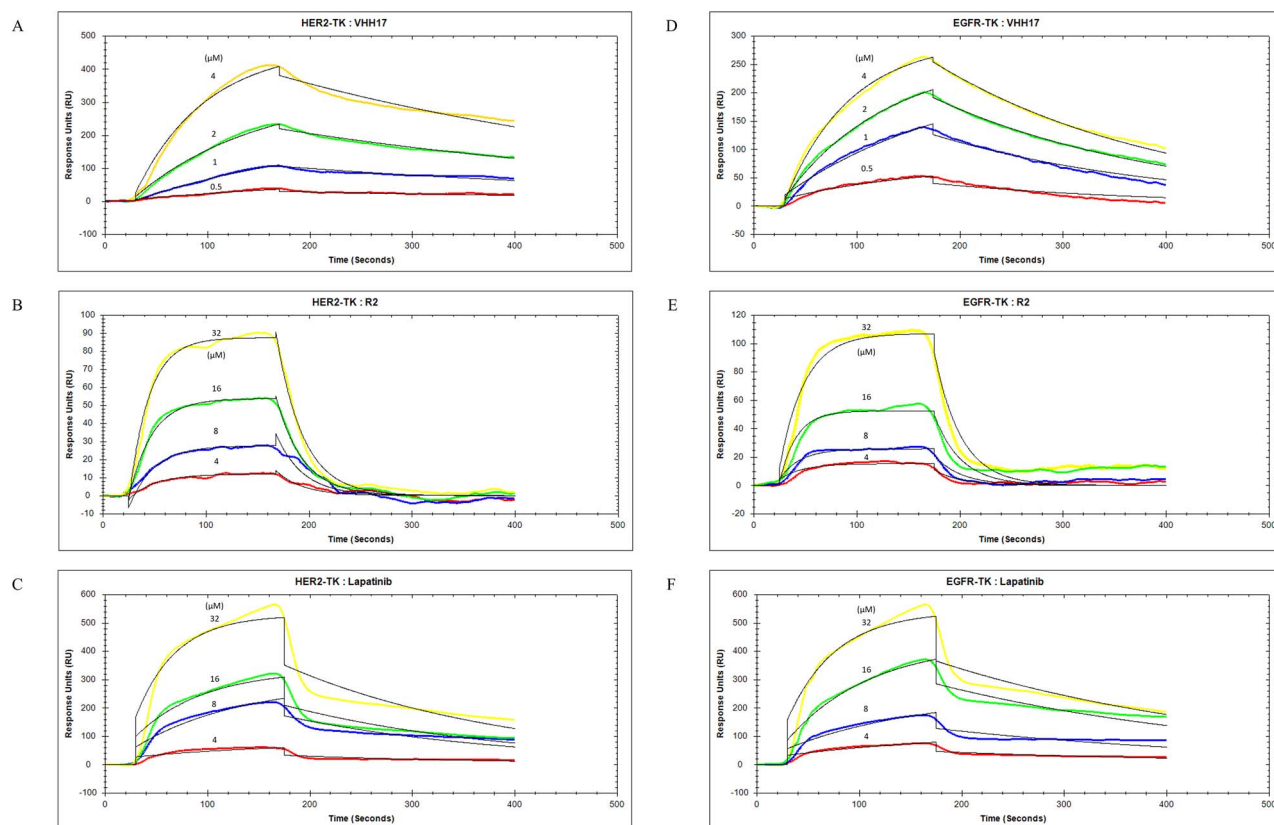 A
HER2-TK : VHH17
Response Units (RU)
500
400
300
200
100
0
-100
(µM)
4
2
1
0.5
0 100 200 300 400 500
Time (Seconds)
D
EGFR-TK : VHH17
Response Units (RU)
300
250
200
150
100
50
0
-50
(µM)
4
2
1
0.5
0 100 200 300 400 500
Time (Seconds)
B
HER2-TK : R2
Response Units (RU)
100
90
80
70
60
50
40
30
20
10
0
-10
32
(µM)
16
8
4
0 100 200 300 400 500
Time (Seconds)
E
EGFR-TK : R2
Response Units (RU)
120
100
80
60
40
20
0
-20
32
(µM)
16
8
4
0 100 200 300 400 500
Time (Seconds)
C
HER2-TK : Lapatinib
Response Units (RU)
600
500
400
300
200
100
0
-100
(µM)
32
16
8
4
0 100 200 300 400 500
Time (Seconds)
F
EGFR-TK : Lapatinib
Response Units (RU)
600
500
400
300
200
100
0
-100
(µM)
32
16
8
4
0 100 200 300 400 500
Time (Seconds)